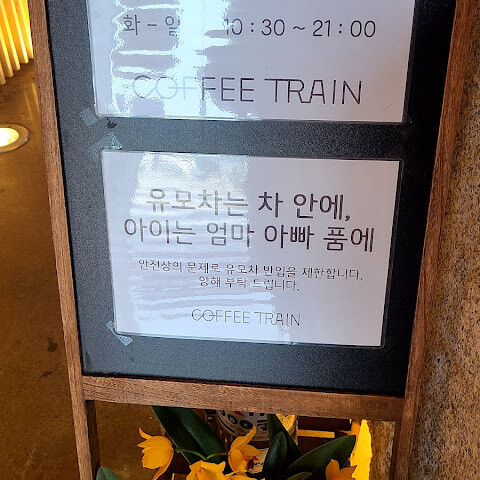 화 - 일 10 : 30 ~ 21 : 00
COFFEE TRAIN
유모차는 차 안에,
아이는 엄마 아빠 품에
안전상의 문제로 유모차 반입을 제한합니다.
양해 부탁 드립니다.
COFFEE TRAIN